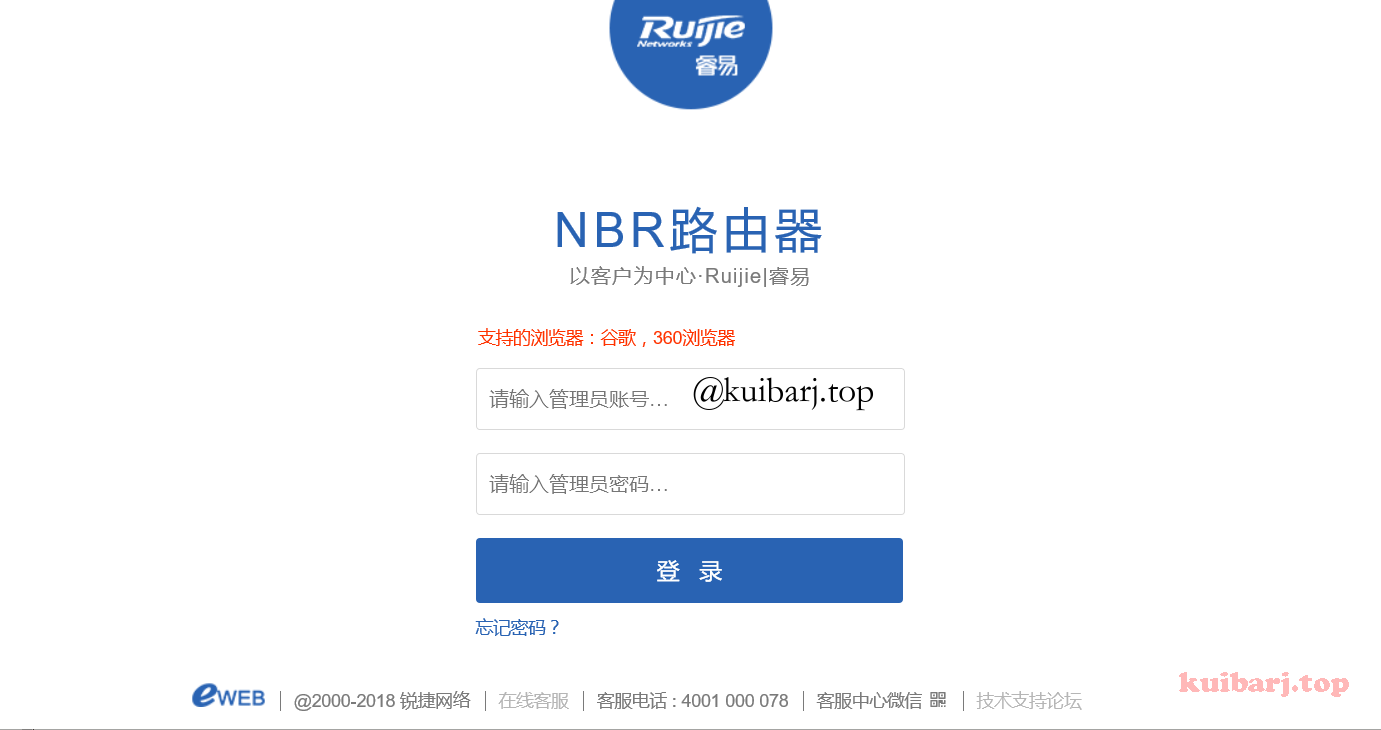 Ruijie
Networks
睿易
NBR路由器
以客户为中心·Ruijie|睿易
支持的浏览器：谷歌，360浏览器
请输入管理员账号... @kuibarj.top
请输入管理员密码...
登 录
忘记密码？
eWEB | @2000-2018 锐捷网络 | 在线客服 | 客服电话 : 4001 000 078 | 客服中心微信 | 技术支持论坛
kuibarj.top